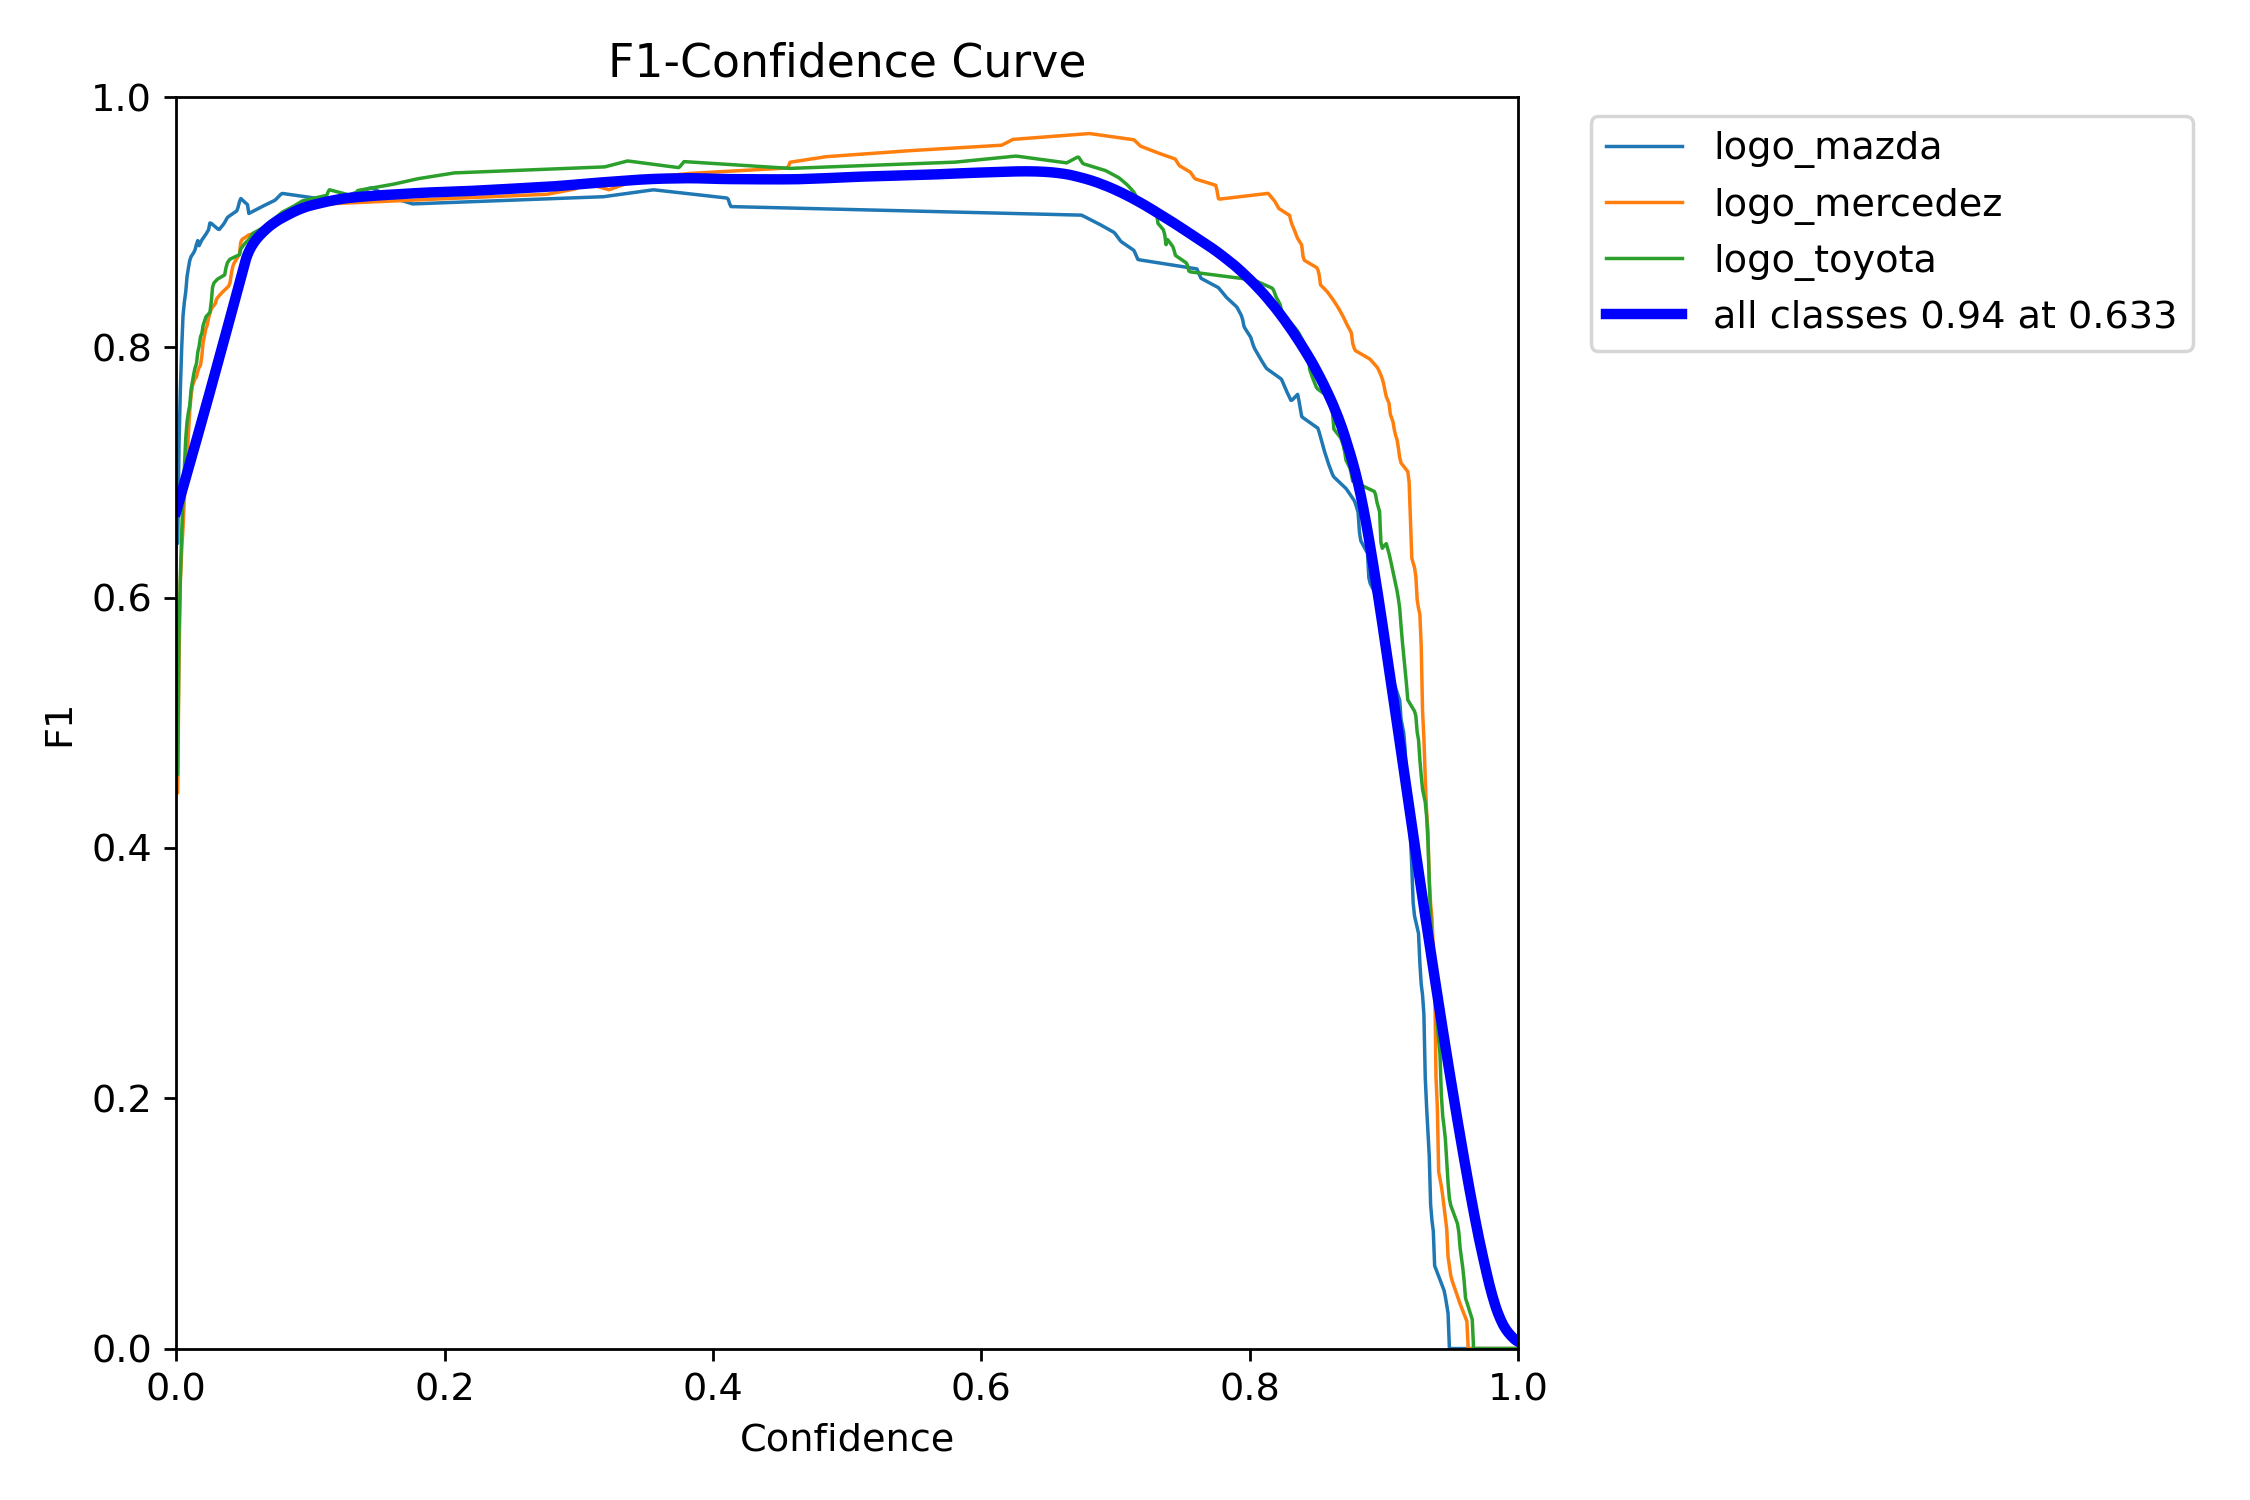 F1-Confidence Curve
1.0
0.8
0.6
0.4
0.2
0.0
F1
0.0 0.2 0.4 0.6 0.8 1.0
Confidence
logo_mazda
logo_mercedez
logo_toyota
all classes 0.94 at 0.633